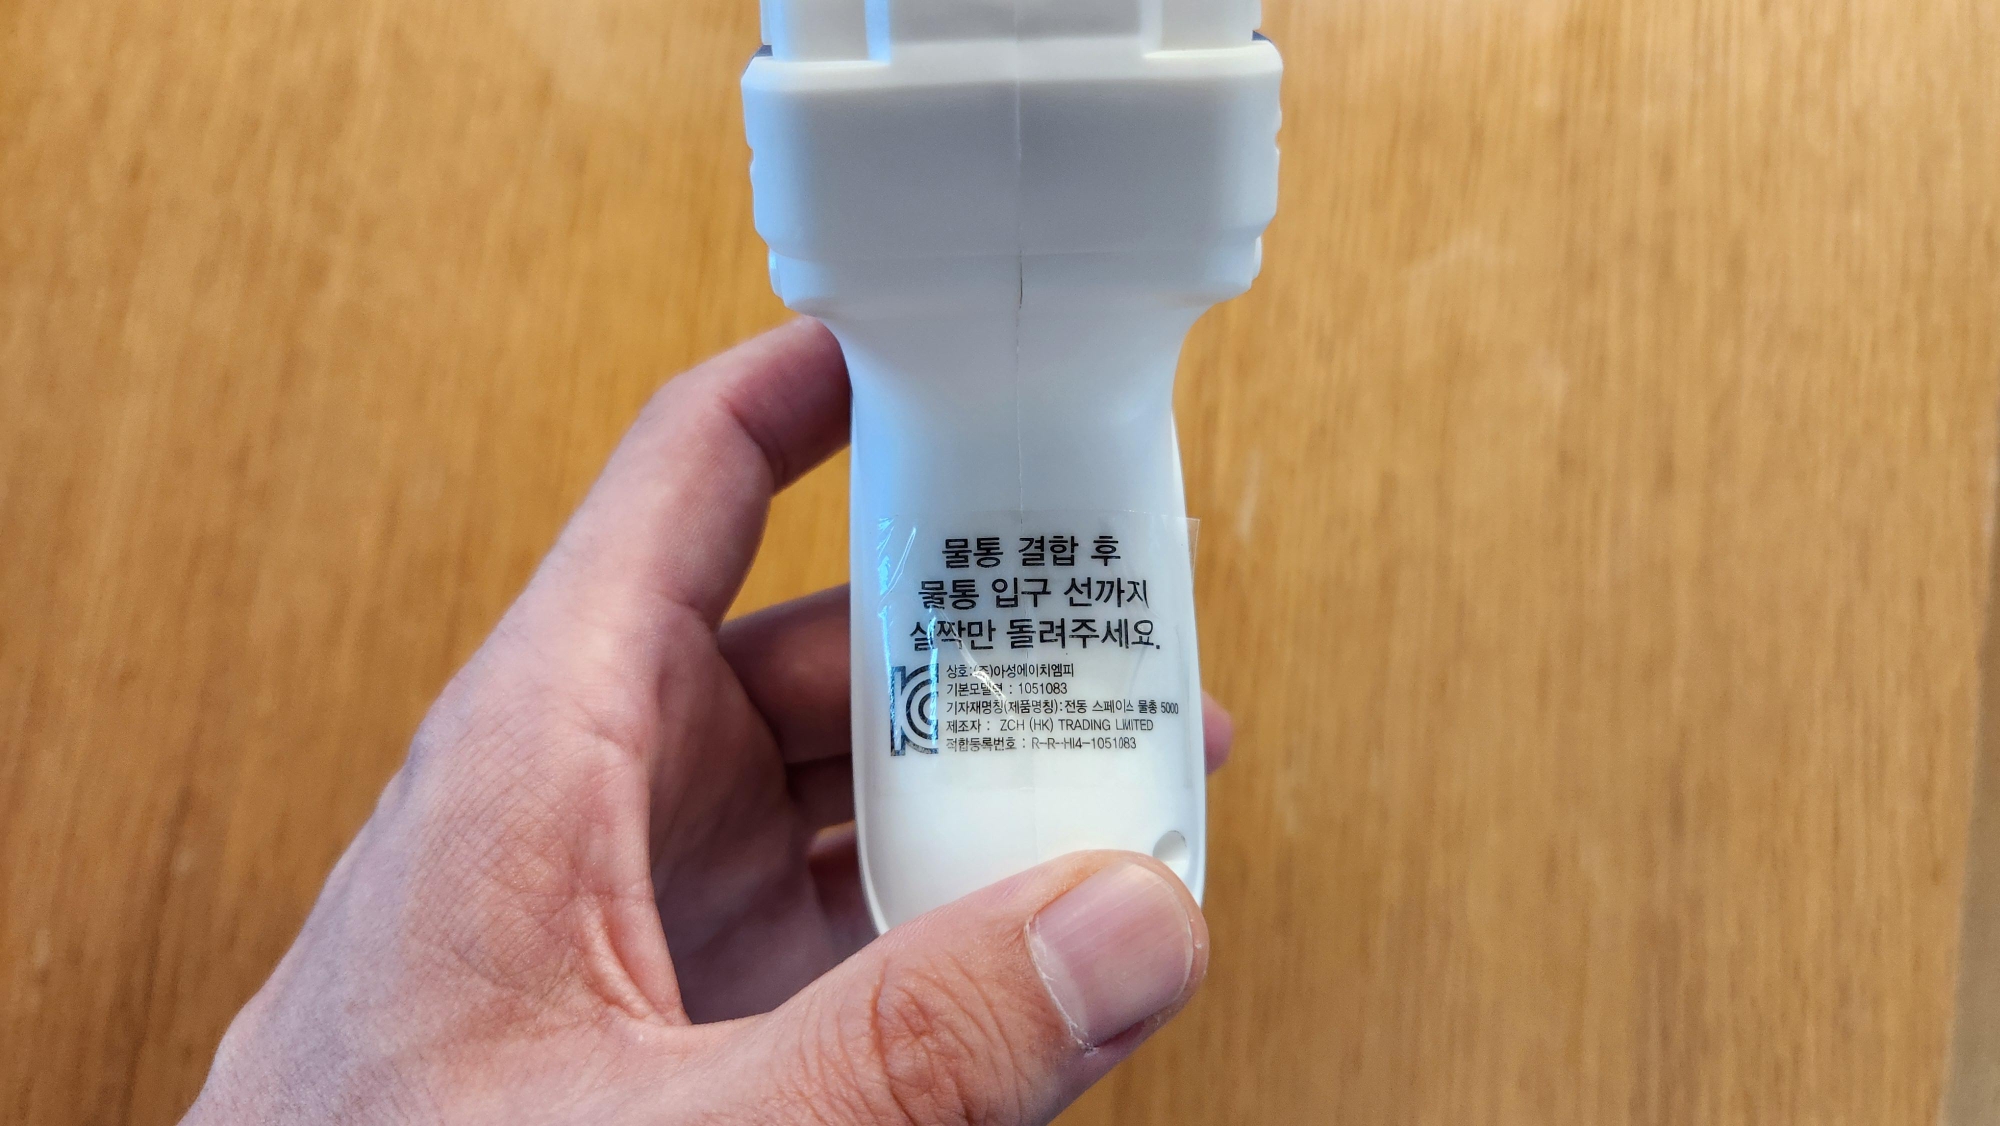 물통 결합 후
물통 입구 선까지
살짝만 돌려주세요.
상호:(주)아성에이치엠피
기본모델명 : 1051083
기자재명칭(제품명칭):전동 스페이스 물총 5000
제조자 : ZCH (HK) TRADING LIMITED
적합등록번호 : R-R-HI4-1051083